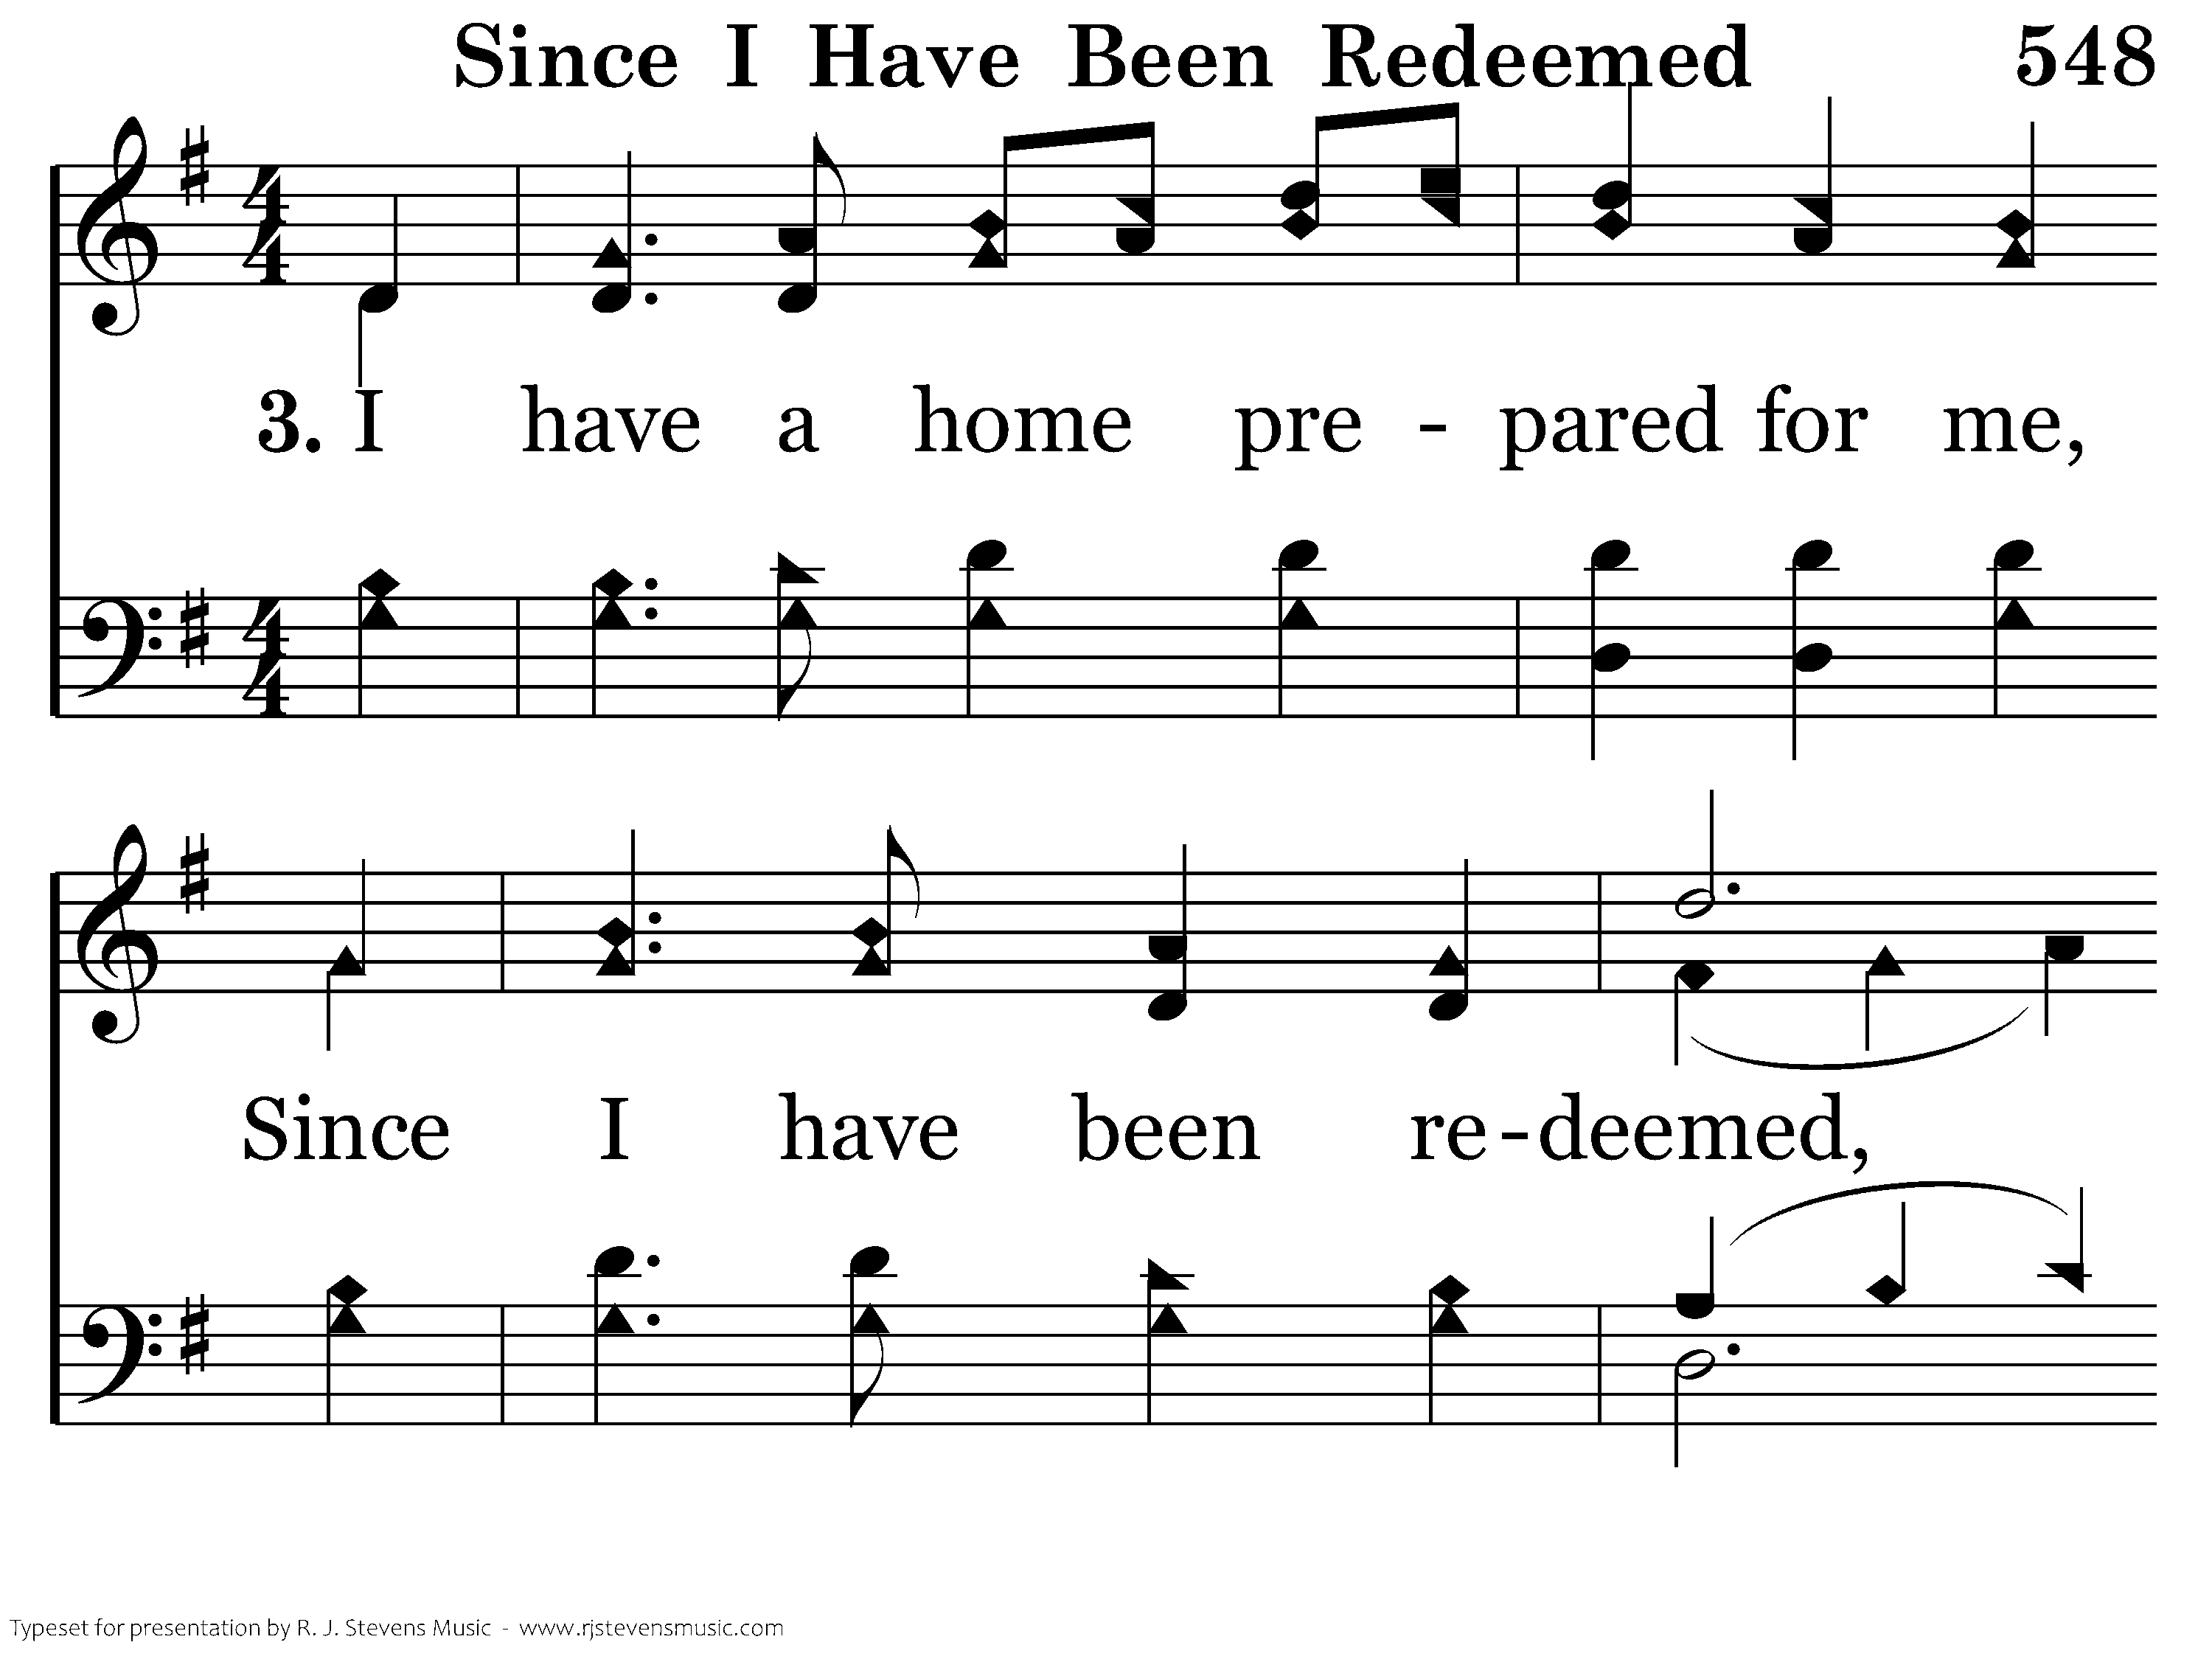 Since I Have Been Redeemed 548
3. I have a home pre - pared for me,
Since I have been re - deemed,
Typeset for presentation by R. J. Stevens Music - www.rjstevensmusic.com